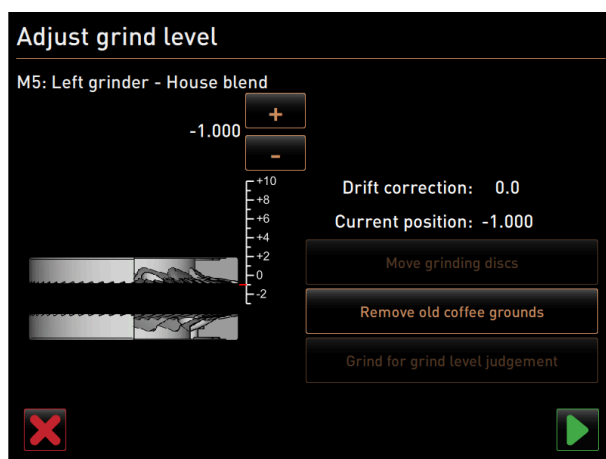 Adjust grind level
M5: Left grinder - House blend
-1.000
+
-
+10
+8
+6
+4
+2
0
-2
Drift correction: 0.0
Current position: -1.000
Move grinding discs
Remove old coffee grounds
Grind for grind level judgement